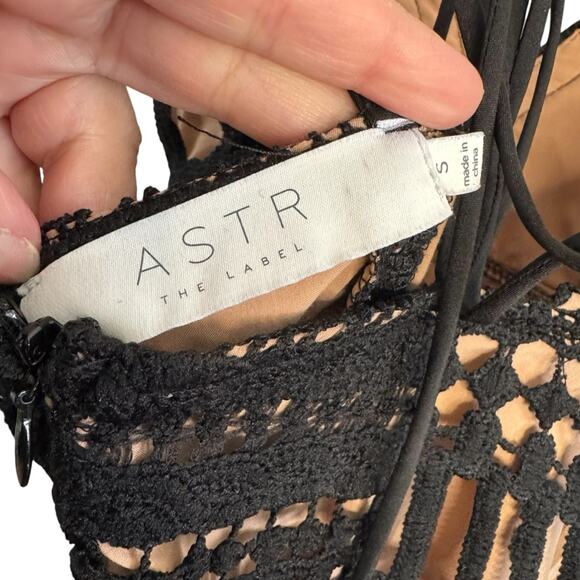 ASTR
THE LABEL
S
made in
china